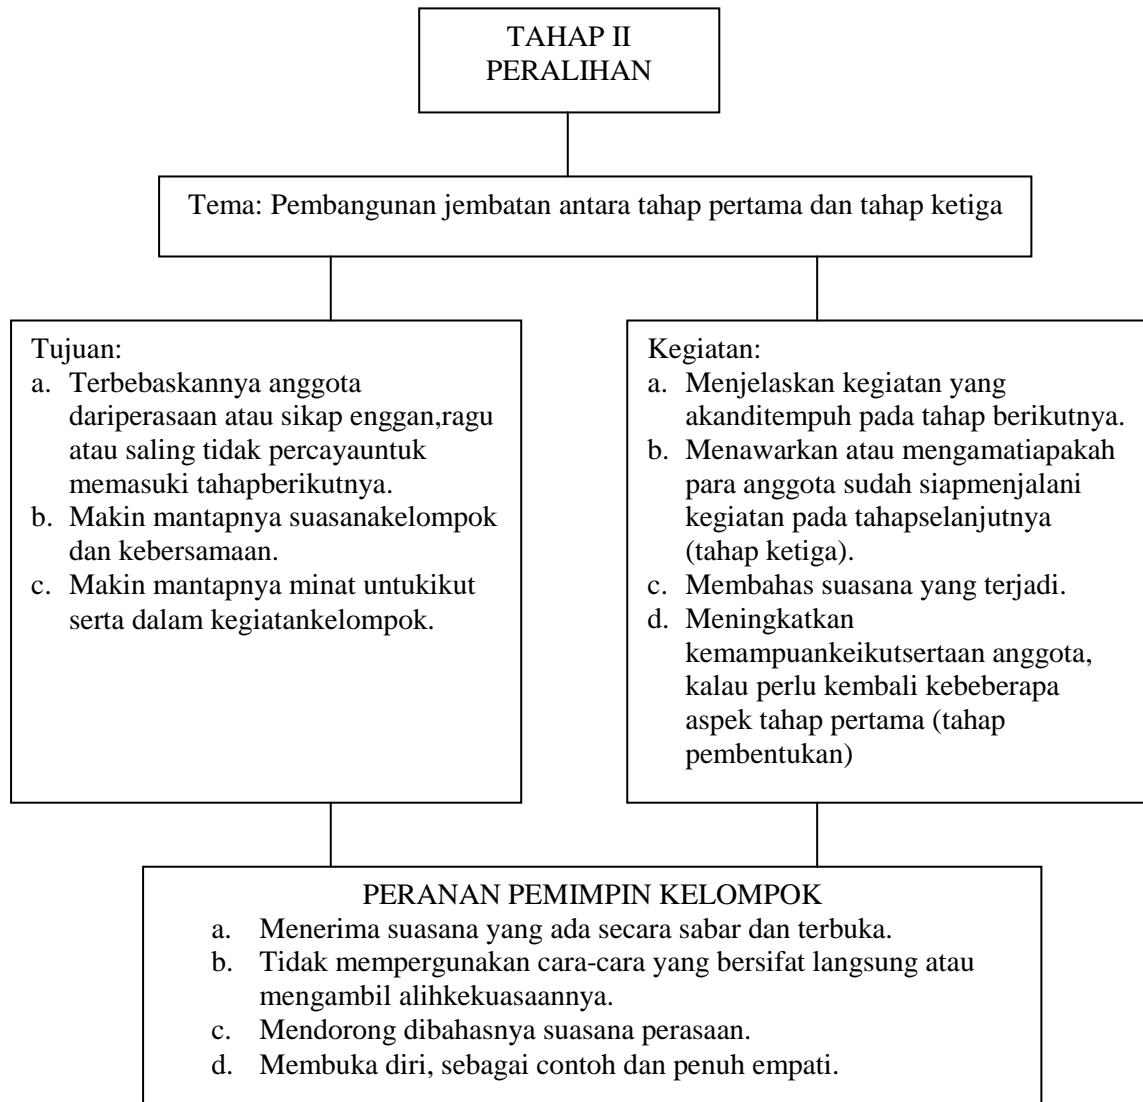 TAHAP II
PERALIHAN
Tema: Pembangunan jembatan antara tahap pertama dan tahap ketiga
Tujuan:
a. Terbebaskannya anggota
dariperasaan atau sikap enggan,ragu
atau saling tidak percayauntuk
memasuki tahapberikutnya.
b. Makin mantapnya suasanakelompok
dan kebersamaan.
c. Makin mantapnya minat untukikut
serta dalam kegiatankelompok.
Kegiatan:
a. Menjelaskan kegiatan yang
akanditempuh pada tahap berikutnya.
b. Menawarkan atau mengamatiapakah
para anggota sudah siapmenjalani
kegiatan pada tahapselanjutnya
(tahap ketiga).
c. Membahas suasana yang terjadi.
d. Meningkatkan
kemampuankeikutsertaan anggota,
kalau perlu kembali kebeberapa
aspek tahap pertama (tahap
pembentukan)
PERANAN PEMIMPIN KELOMPOK
a. Menerima suasana yang ada secara sabar dan terbuka.
b. Tidak mempergunakan cara-cara yang bersifat langsung atau
mengambil alihkekuasaannya.
c. Mendorong dibahasnya suasana perasaan.
d. Membuka diri, sebagai contoh dan penuh empati.